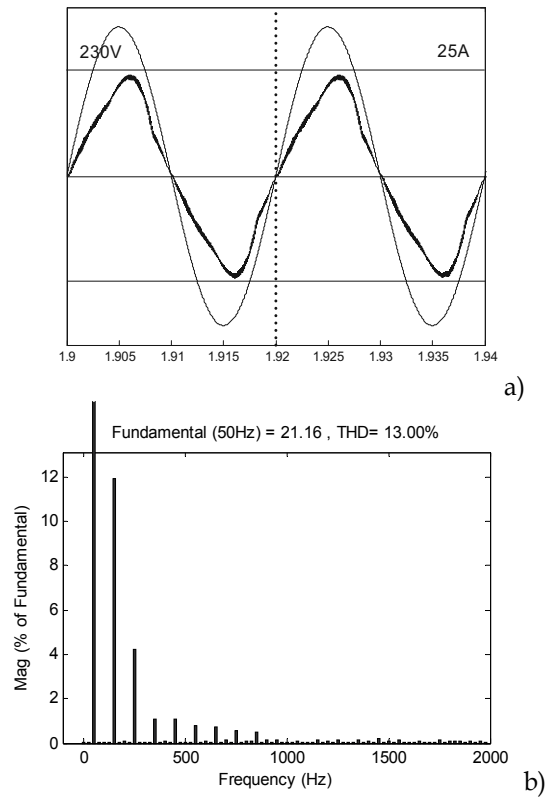 230V 25A
1.9 1.905 1.91 1.915 1.92 1.925 1.93 1.935 1.94
a)
Fundamental (50Hz) = 21.16 , THD= 13.00%
12
10
8
6
4
2
0
Mag (% of Fundamental)
0 500 1000 1500 2000
Frequency (Hz)
b)